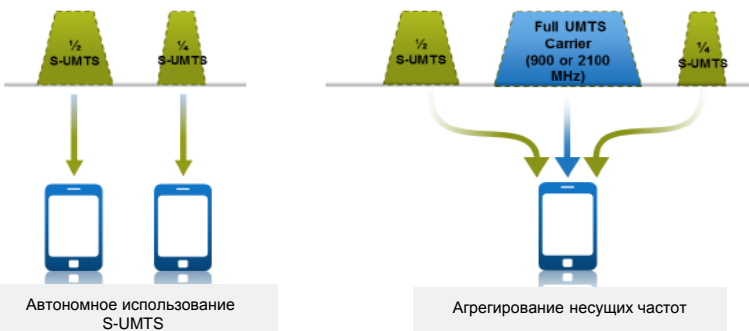 ½
S-UMTS
¼
S-UMTS
½
S-UMTS
Full UMTS
Carrier
(900 or 2100
MHz)
¼
S-UMTS
Автономное использование
S-UMTS
Агрегирование несущих частот